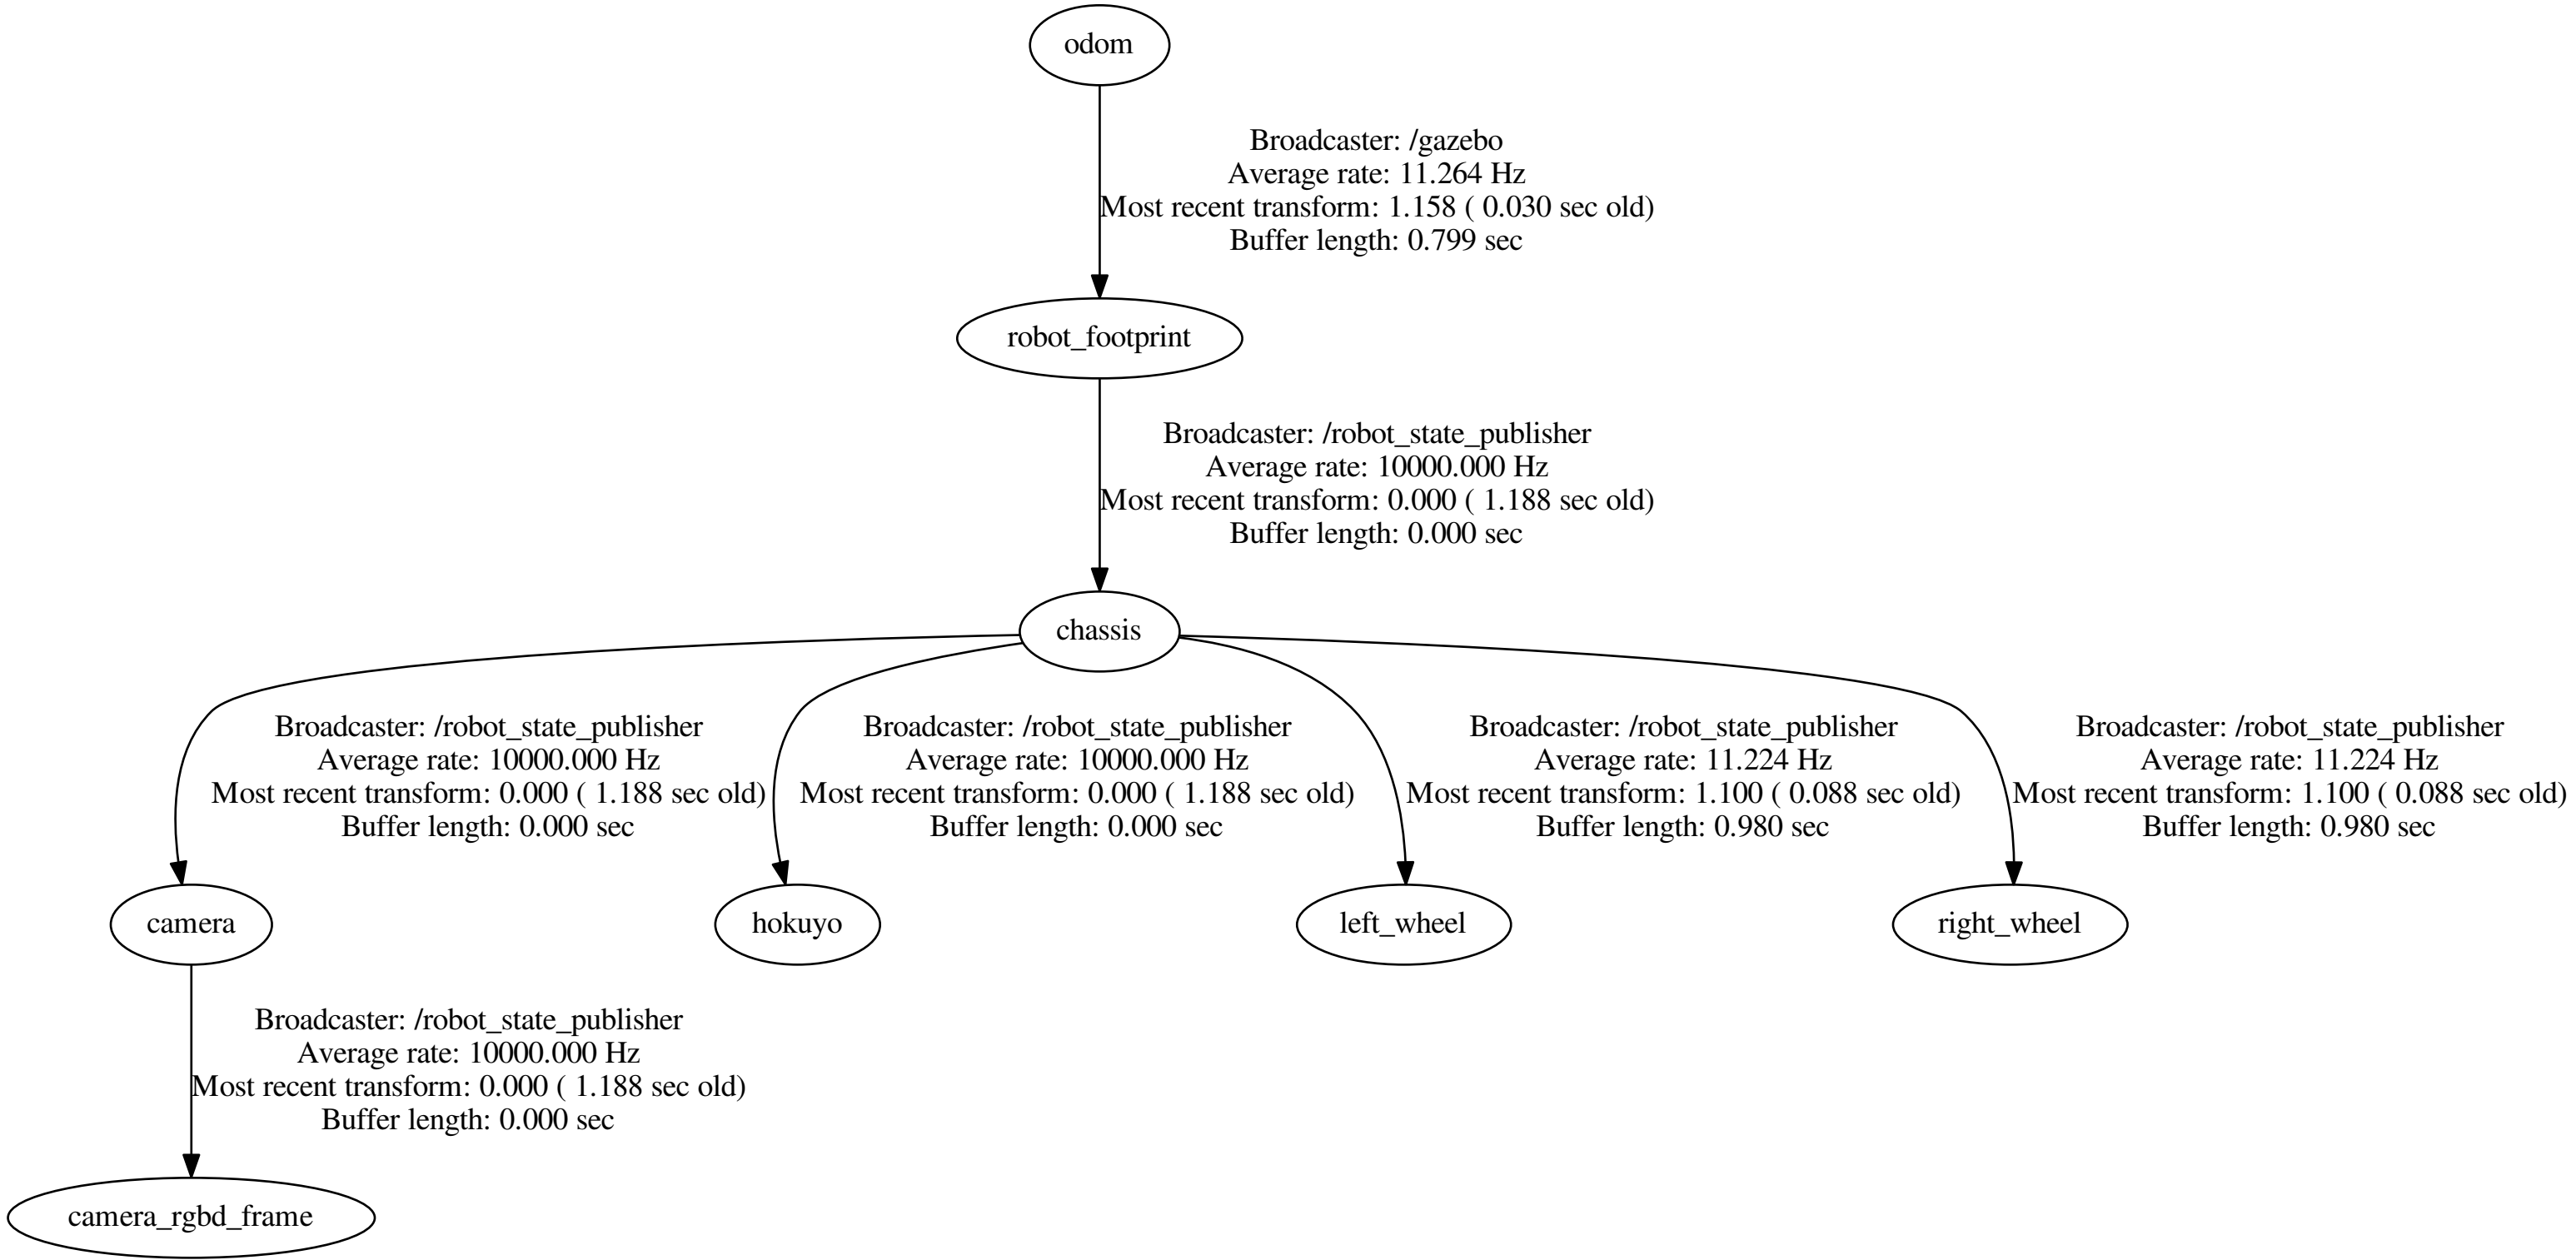 odom
Broadcaster: /gazebo
Average rate: 11.264 Hz
Most recent transform: 1.158 ( 0.030 sec old)
Buffer length: 0.799 sec
robot_footprint
Broadcaster: /robot_state_publisher
Average rate: 10000.000 Hz
Most recent transform: 0.000 ( 1.188 sec old)
Buffer length: 0.000 sec
chassis
Broadcaster: /robot_state_publisher
Average rate: 10000.000 Hz
Most recent transform: 0.000 ( 1.188 sec old)
Buffer length: 0.000 sec
Broadcaster: /robot_state_publisher
Average rate: 10000.000 Hz
Most recent transform: 0.000 ( 1.188 sec old)
Buffer length: 0.000 sec
Broadcaster: /robot_state_publisher
Average rate: 11.224 Hz
Most recent transform: 1.100 ( 0.088 sec old)
Buffer length: 0.980 sec
Broadcaster: /robot_state_publisher
Average rate: 11.224 Hz
Most recent transform: 1.100 ( 0.088 sec old)
Buffer length: 0.980 sec
camera
hokuyo
left_wheel
right_wheel
Broadcaster: /robot_state_publisher
Average rate: 10000.000 Hz
Most recent transform: 0.000 ( 1.188 sec old)
Buffer length: 0.000 sec
camera_rgbd_frame